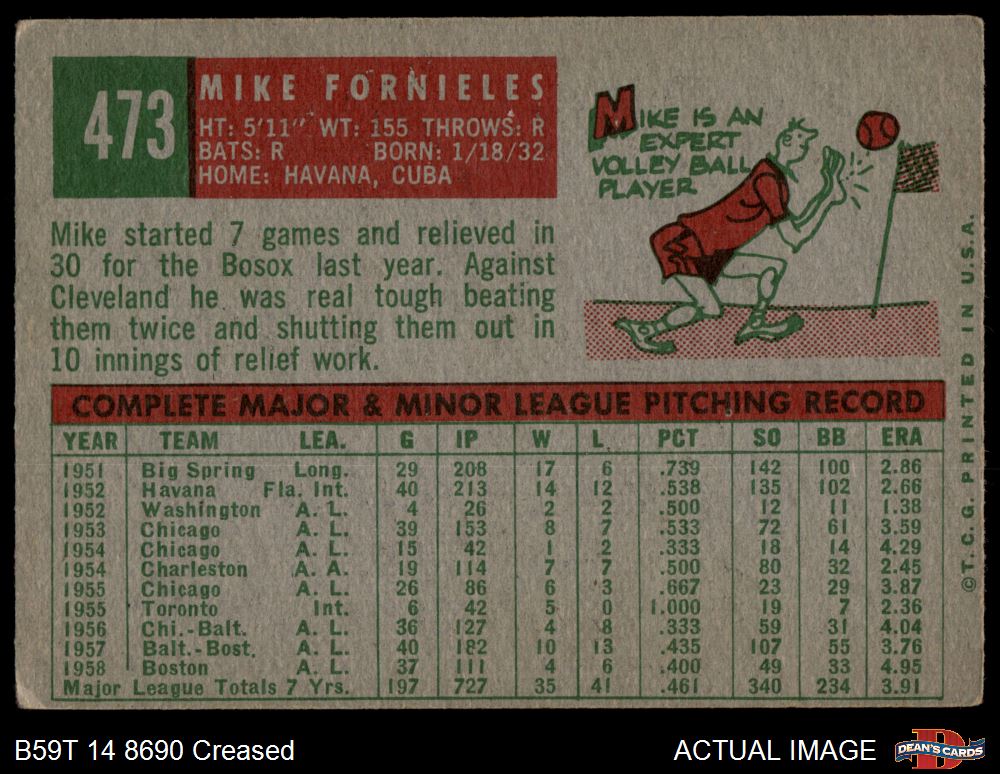 473
MIKE FORNIELES
HT: 5'11" WT: 155 THROWS: R
BATS: R BORN: 1/18/32
HOME: HAVANA, CUBA
MIKE IS AN
EXPERT
VOLLEY BALL
PLAYER
Mike started 7 games and relieved in
30 for the Bosox last year. Against
Cleveland he was real tough beating
them twice and shutting them out in
10 innings of relief work.
COMPLETE MAJOR & MINOR LEAGUE PITCHING RECORD
YEAR TEAM LEA. G IP W L PCT SO BB ERA
1951 Big Spring Long. 29 208 17 6 .739 142 100 2.86
1952 Havana Fla. Int. 40 213 14 12 .538 135 102 2.66
1952 Washington A. L. 4 26 2 2 .500 12 11 1.38
1953 Chicago A. L. 39 153 8 7 .533 72 61 3.59
1954 Chicago A. L. 15 42 1 2 .333 18 14 4.29
1954 Charleston A. A. 19 114 7 7 .500 80 32 2.45
1955 Chicago A. L. 26 86 6 3 .667 23 29 3.87
1955 Toronto Int. 6 42 5 0 1.000 19 7 2.36
1956 Chi.-Balt. A. L. 36 127 4 8 .333 59 31 4.04
1957 Balt.-Bost. A. L. 40 182 10 13 .435 107 55 3.76
1958 Boston A. L. 37 111 4 6 .400 49 33 4.95
Major League Totals 7 Yrs. 197 727 35 41 .461 340 234 3.91
©T.C.G. PRINTED IN U.S.A.
B59T 14 8690 Creased
ACTUAL IMAGE
DEAN'S CARDS